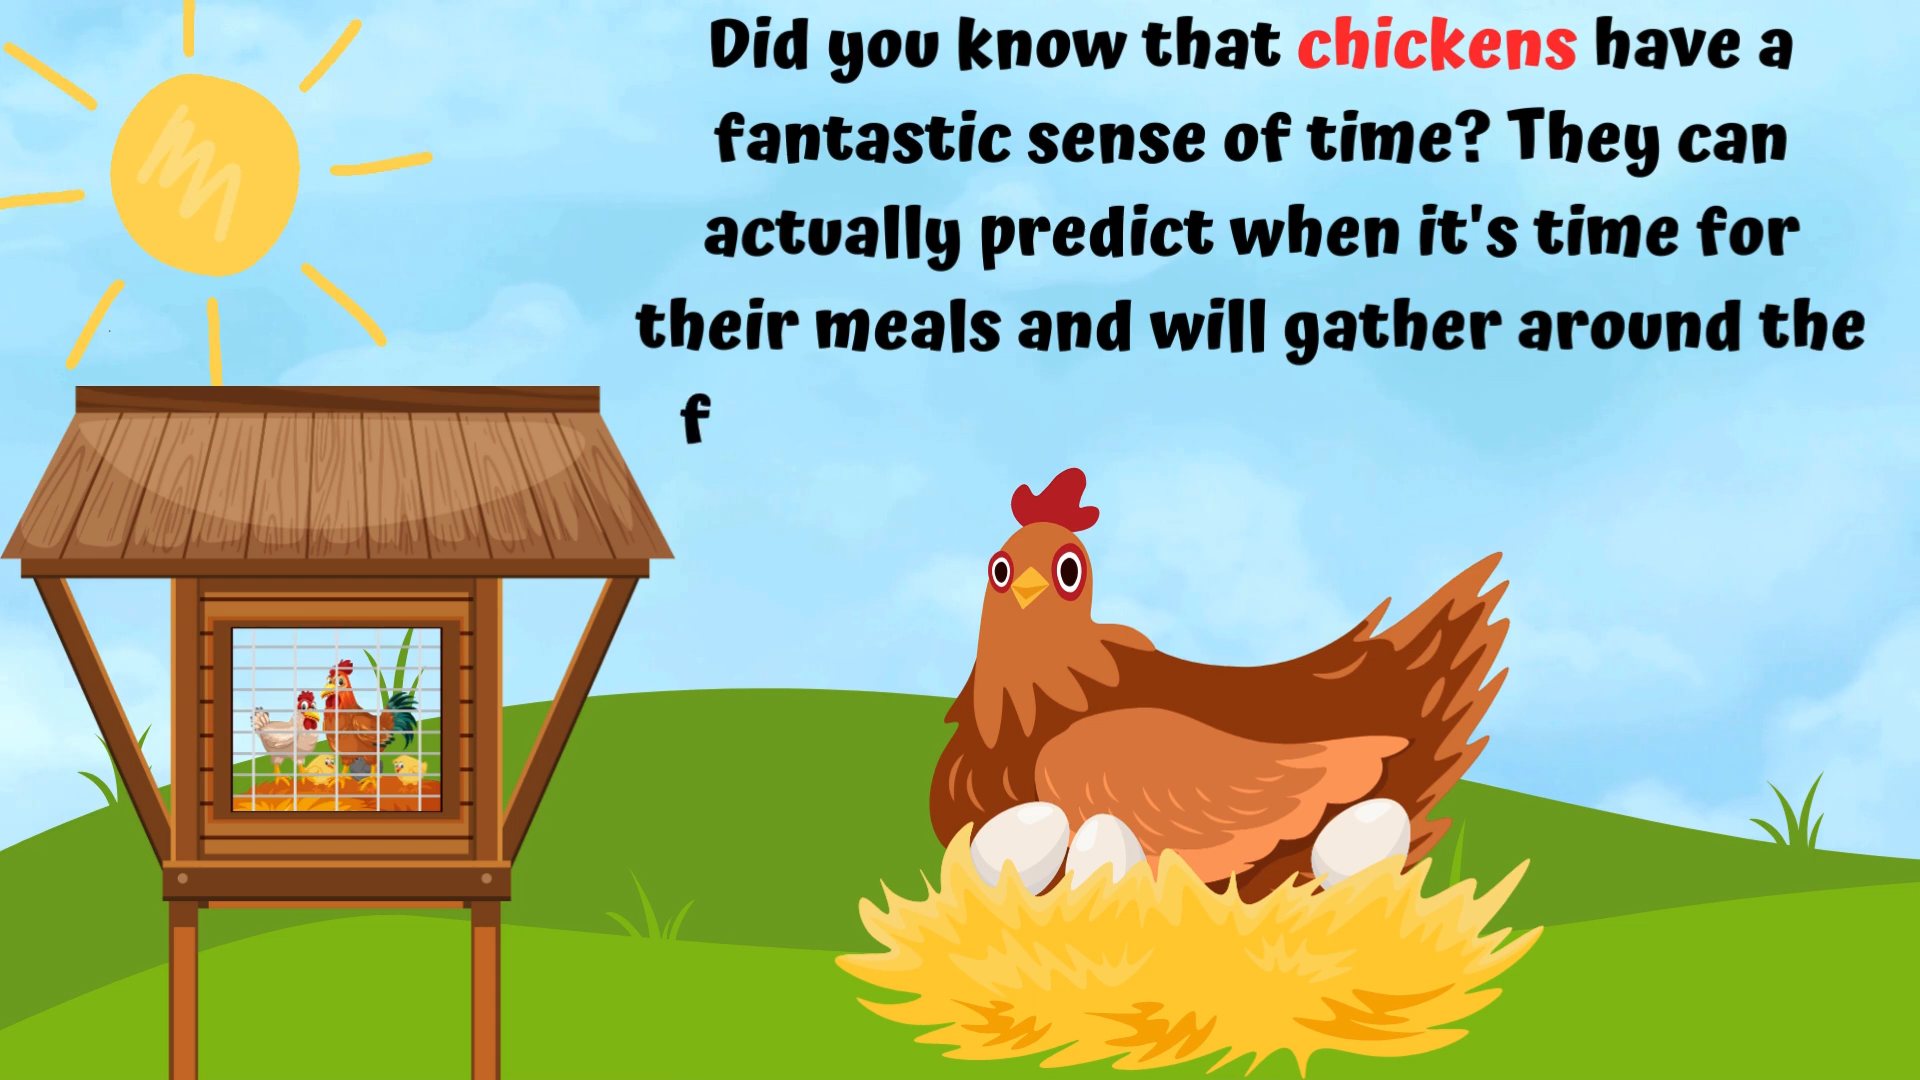 Did you know that chickens have a
fantastic sense of time? They can
actually predict when it's time for
their meals and will gather around the
f